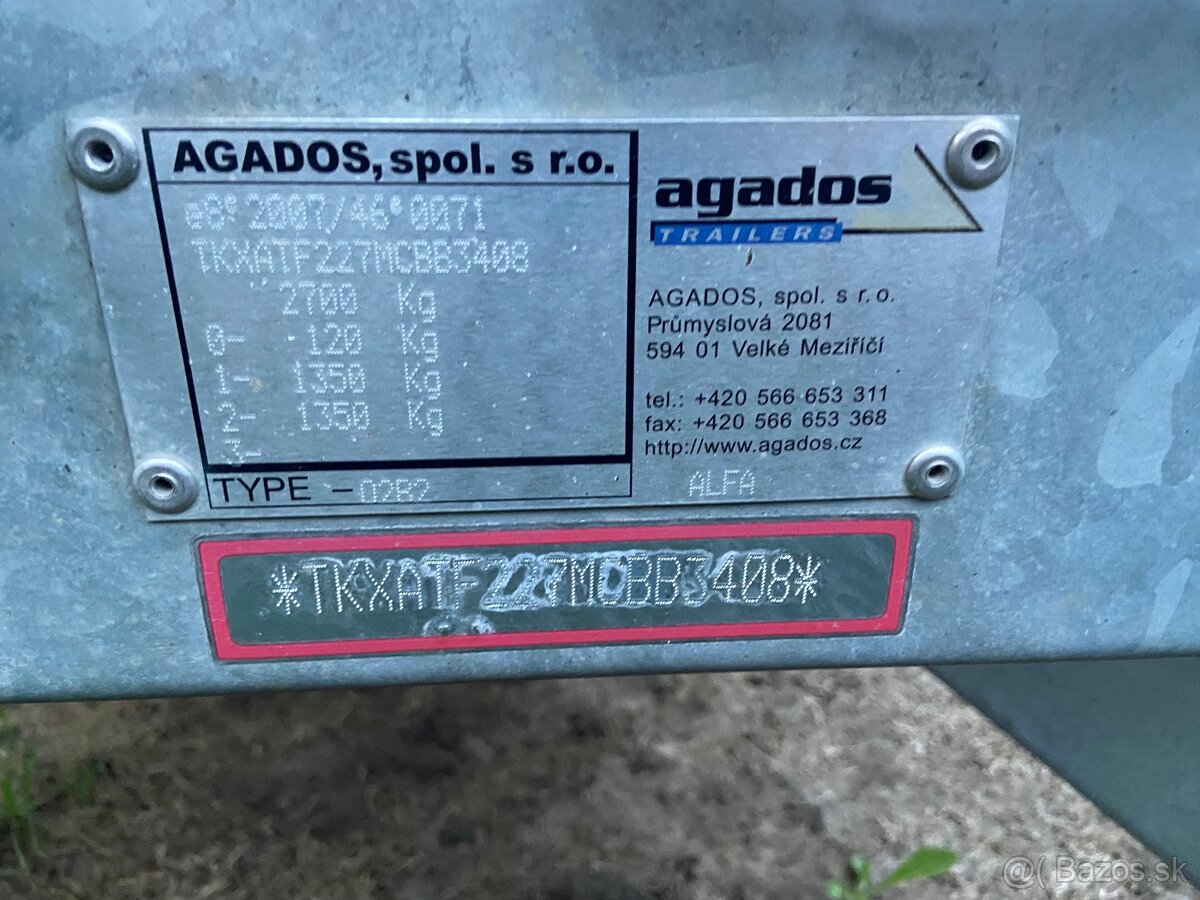 AGADOS, spol. s r.o.
e8*2007/46*0071
TKXATF227MCBB3408
2700 Kg
0- 120 Kg
1- 1350 Kg
2- 1350 Kg
3-
TYPE - O2B2
agados
TRAILERS
AGADOS, spol. s r.o.
Průmyslová 2081
594 01 Velké Meziříčí
tel.: +420 566 653 311
fax: +420 566 653 368
http://www.agados.cz
ALFA
*TKXATF227MCBB3408*
Bazos.sk